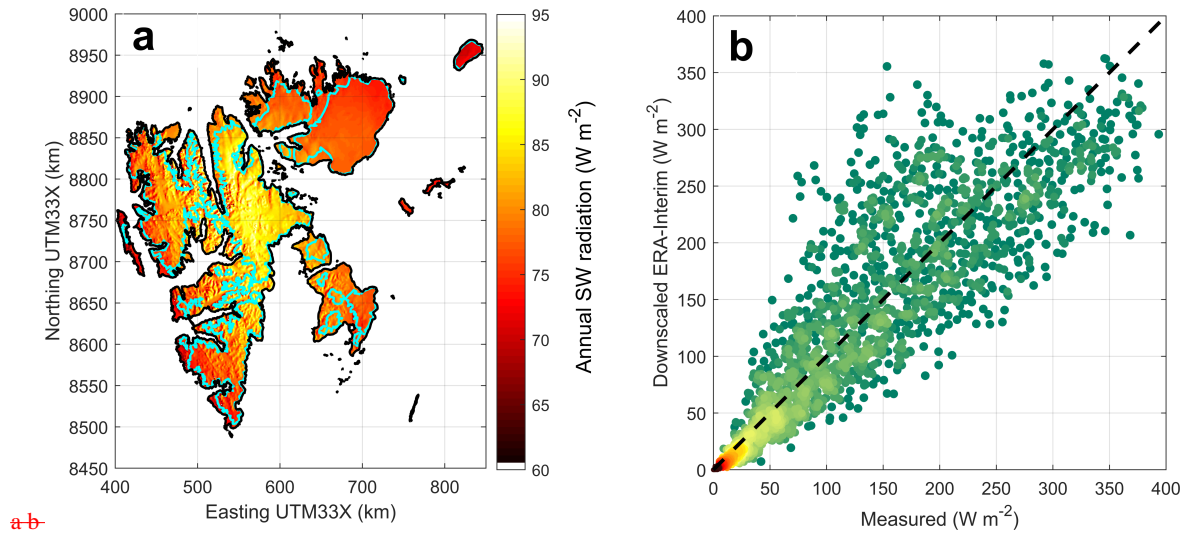 a
9000
8950
8900
8850
8800
8750
8700
8650
8600
8550
8500
8450
400 500 600 700 800
Northing UTM33X (km)
Easting UTM33X (km)
95
90
85
80
75
70
65
60
Annual SW radiation (W m⁻²)
b
400
350
300
250
200
150
100
50
0
0 50 100 150 200 250 300 350 400
Downscaled ERA-Interim (W m⁻²)
Measured (W m⁻²)
a b